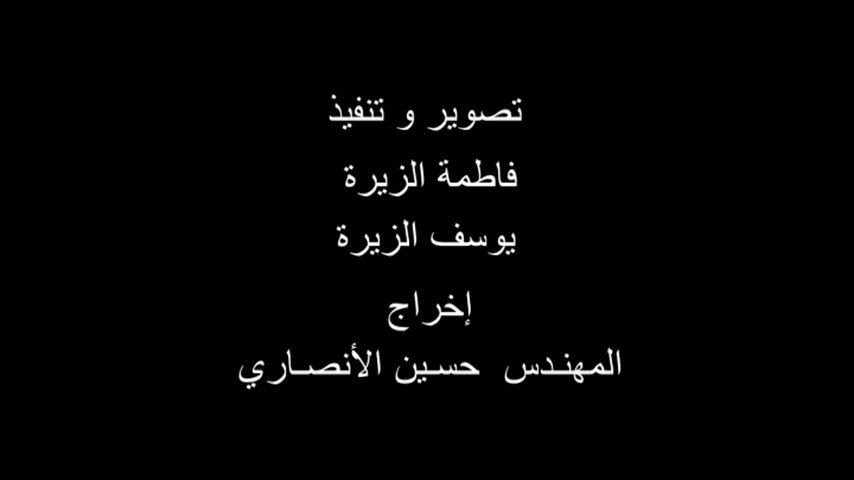 تصوير و تنفيذ
فاطمة الزيرة
يوسف الزيرة
إخراج
المهندس حسين الأنصاري